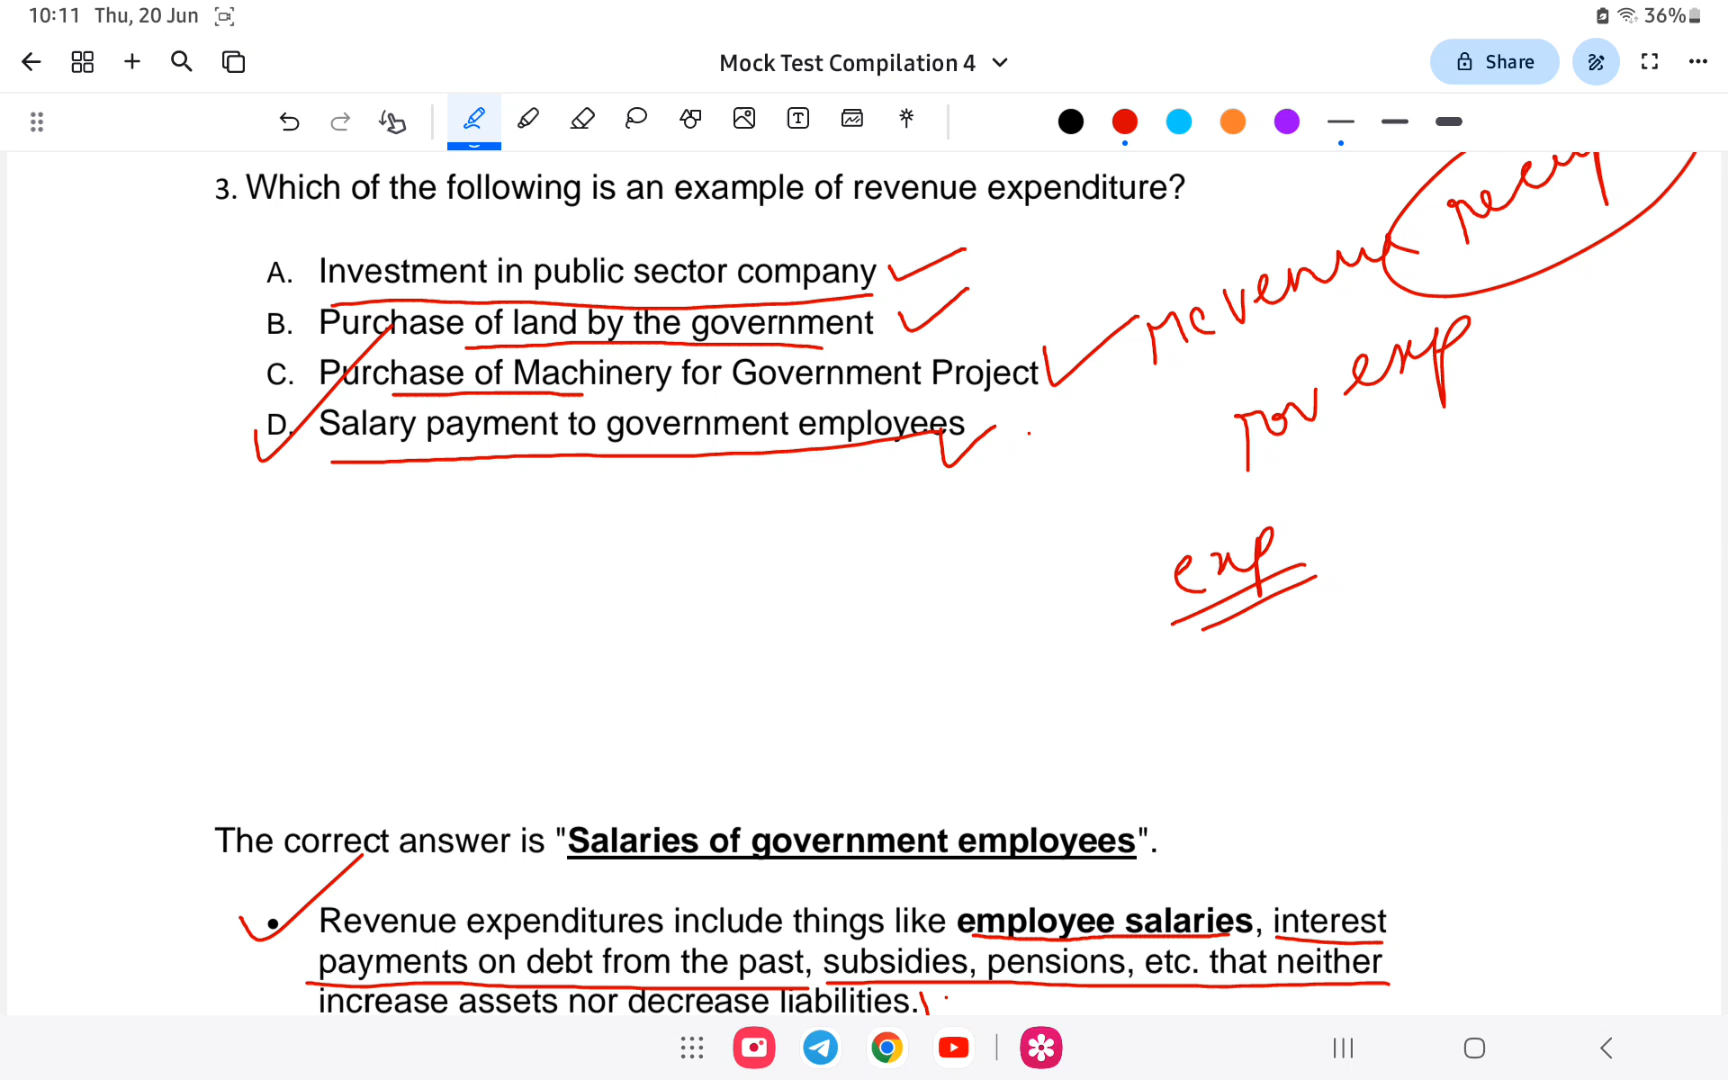 10:11 Thu, 20 Jun
36%
Mock Test Compilation 4
Share
3. Which of the following is an example of revenue expenditure?
A. Investment in public sector company
B. Purchase of land by the government
C. Purchase of Machinery for Government Project
D. Salary payment to government employees
revenue
rev exp
exp
The correct answer is "Salaries of government employees".
• Revenue expenditures include things like employee salaries, interest
payments on debt from the past, subsidies, pensions, etc. that neither
increase assets nor decrease liabilities.